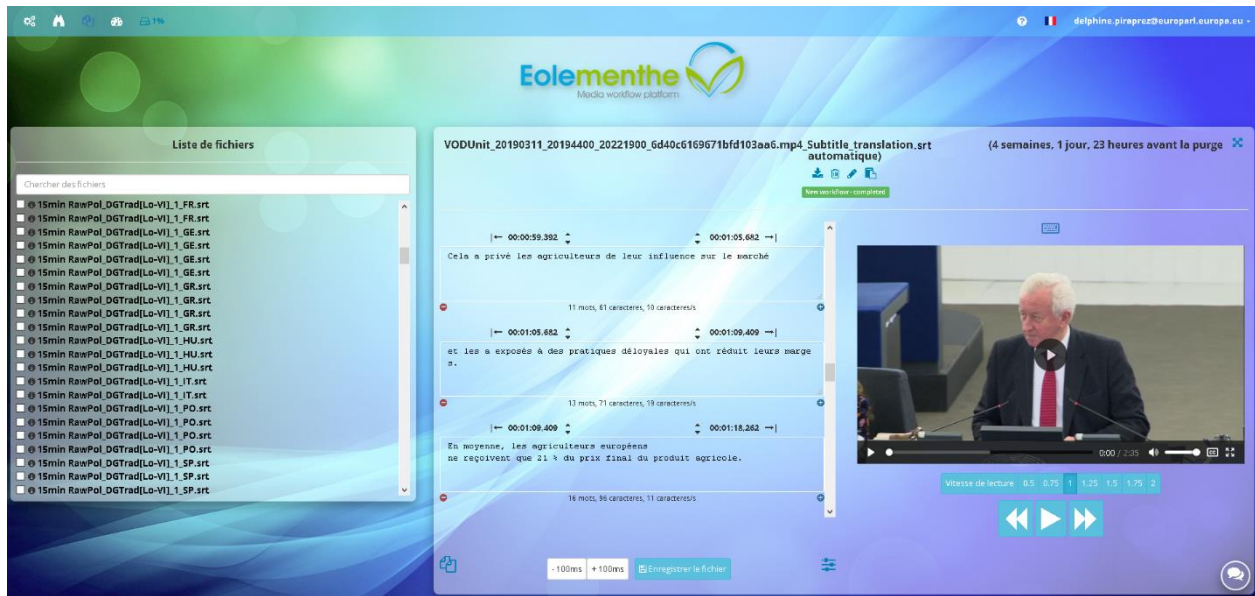 1%
delphine.piraprez@europarl.europa.eu
Eolementhe
Media workflow platform
Liste de fichiers
Chercher des fichiers
15min RawPol_DGTrad[Lo-VI]_1_FR.srt
15min RawPol_DGTrad[Lo-VI]_1_FR.srt
15min RawPol_DGTrad[Lo-VI]_1_GE.srt
15min RawPol_DGTrad[Lo-VI]_1_GE.srt
15min RawPol_DGTrad[Lo-VI]_1_GE.srt
15min RawPol_DGTrad[Lo-VI]_1_GE.srt
15min RawPol_DGTrad[Lo-VI]_1_GR.srt
15min RawPol_DGTrad[Lo-VI]_1_GR.srt
15min RawPol_DGTrad[Lo-VI]_1_GR.srt
15min RawPol_DGTrad[Lo-VI]_1_GR.srt
15min RawPol_DGTrad[Lo-VI]_1_HU.srt
15min RawPol_DGTrad[Lo-VI]_1_HU.srt
15min RawPol_DGTrad[Lo-VI]_1_HU.srt
15min RawPol_DGTrad[Lo-VI]_1_IT.srt
15min RawPol_DGTrad[Lo-VI]_1_IT.srt
15min RawPol_DGTrad[Lo-VI]_1_PO.srt
15min RawPol_DGTrad[Lo-VI]_1_PO.srt
15min RawPol_DGTrad[Lo-VI]_1_PO.srt
15min RawPol_DGTrad[Lo-VI]_1_PO.srt
15min RawPol_DGTrad[Lo-VI]_1_SP.srt
15min RawPol_DGTrad[Lo-VI]_1_SP.srt
15min RawPol_DGTrad[Lo-VI]_1_SP.srt
VODUnit_20190311_20194400_20221900_6d40c6169671bfd103aa6.mp4_Subtitle_translation.srt (4 semaines, 1 jour, 23 heures avant la purge
automatique)
New workflow - completed
00:00:59,392 00:01:05,682
Cela a privé les agriculteurs de leur influence sur le marché
11 mots, 61 caracteres, 10 caracteres/s
00:01:05,682 00:01:09,409
et les a exposés à des pratiques déloyales qui ont réduit leurs marge
s.
13 mots, 71 caracteres, 19 caracteres/s
00:01:09,409 00:01:18,262
En moyenne, les agriculteurs européens
ne reçoivent que 21 % du prix final du produit agricole.
16 mots, 96 caracteres, 11 caracteres/s
0:00 / 2:35
Vitesse de lecture 0.5 0.75 1 1.25 1.5 1.75 2
- 100ms + 100ms Enregistrer le fichier